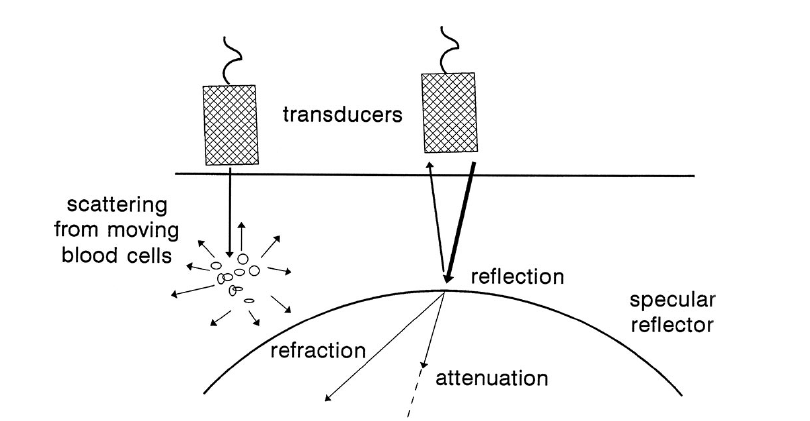 transducers
scattering
from moving
blood cells
reflection
specular
reflector
refraction
attenuation